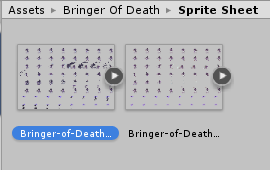 Assets ▸ Bringer Of Death ▸ Sprite Sheet
Bringer-of-Death... Bringer-of-Death...